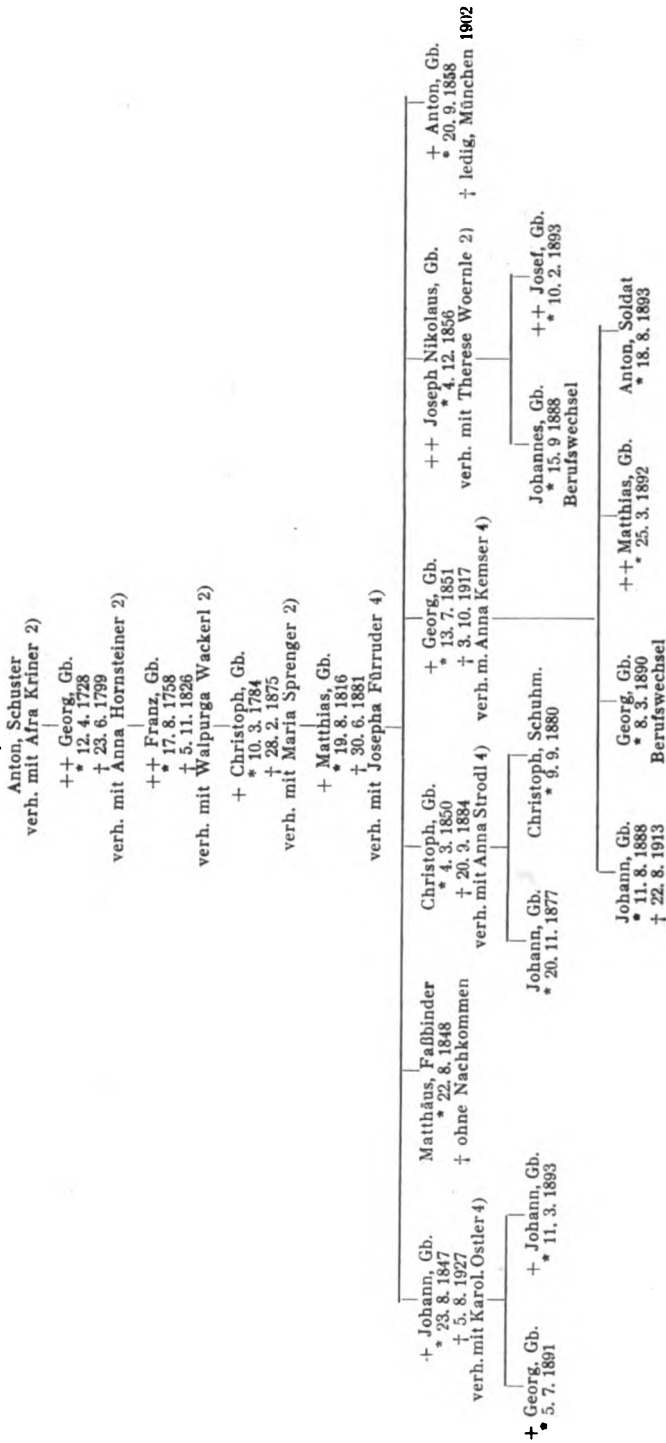 Anton, Schuster
verh. mit Afra Kriner 2)
++ Georg, Gb.
* 12. 4. 1728
† 23. 6. 1799
verh. mit Anna Hornsteiner 2)
++ Franz, Gb.
* 17. 8. 1758
† 5. 11. 1826
verh. mit Walpurga Wackerl 2)
+ Christoph, Gb.
* 10. 3. 1784
† 28. 2. 1875
verh. mit Maria Sprenger 2)
+ Matthias, Gb.
* 19. 8. 1816
† 30. 6. 1881
verh. mit Josepha Fürruder 4)
+ Johann, Gb.
* 23. 8. 1847
† 5. 8. 1927
verh. mit Karol. Ostler 4)
Matthäus, Faßbinder
* 22. 8. 1848
† ohne Nachkommen
Christoph, Gb.
* 4. 3. 1850
† 20. 9. 1884
verh. mit Anna Strodl 4)
+ Georg, Gb.
* 13. 7. 1851
† 3. 10. 1917
verh. m. Anna Kemser 4)
++ Joseph Nikolaus, Gb.
* 4. 12. 1856
verh. mit Therese Woernle 2)
+ Anton, Gb.
* 20. 9. 1858
† ledig, München 1902
+ Georg, Gb.
* 5. 7. 1891
+ Johann, Gb.
* 11. 3. 1893
Johann, Gb.
* 20. 11. 1877
Christoph, Schuhm.
* 9. 9. 1880
Johannes, Gb.
* 15. 9 1888
Berufswechsel
++ Josef, Gb.
* 10. 2. 1893
Johann, Gb.
* 11. 8. 1888
† 22. 8. 1913
Georg, Gb.
* 8. 3. 1890
Berufswechsel
++ Matthias, Gb.
* 25. 3. 1892
Anton, Soldat
* 18. 8. 1893